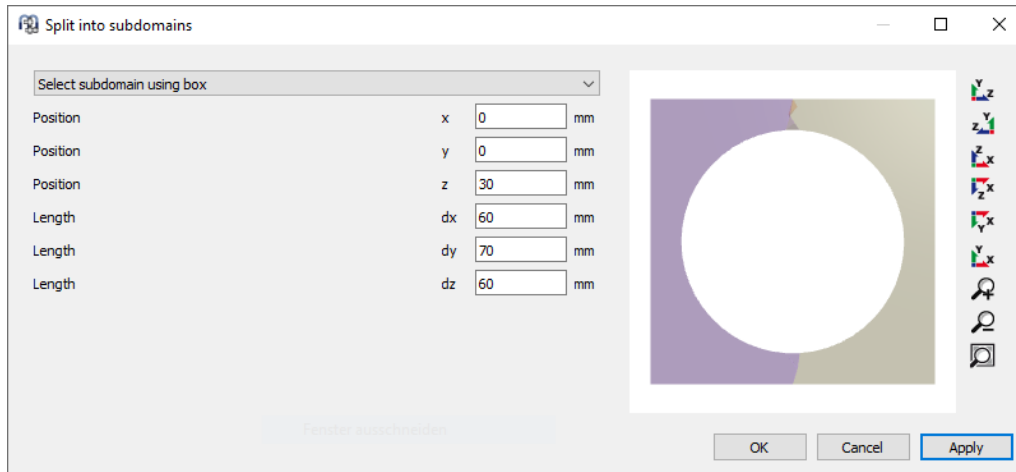 Split into subdomains
Select subdomain using box
Position x 0 mm
Position y 0 mm
Position z 30 mm
Length dx 60 mm
Length dy 70 mm
Length dz 60 mm
Y Z
Z Y
Z X
X Z
X Y
Y X
Fenster ausschneiden
OK Cancel Apply